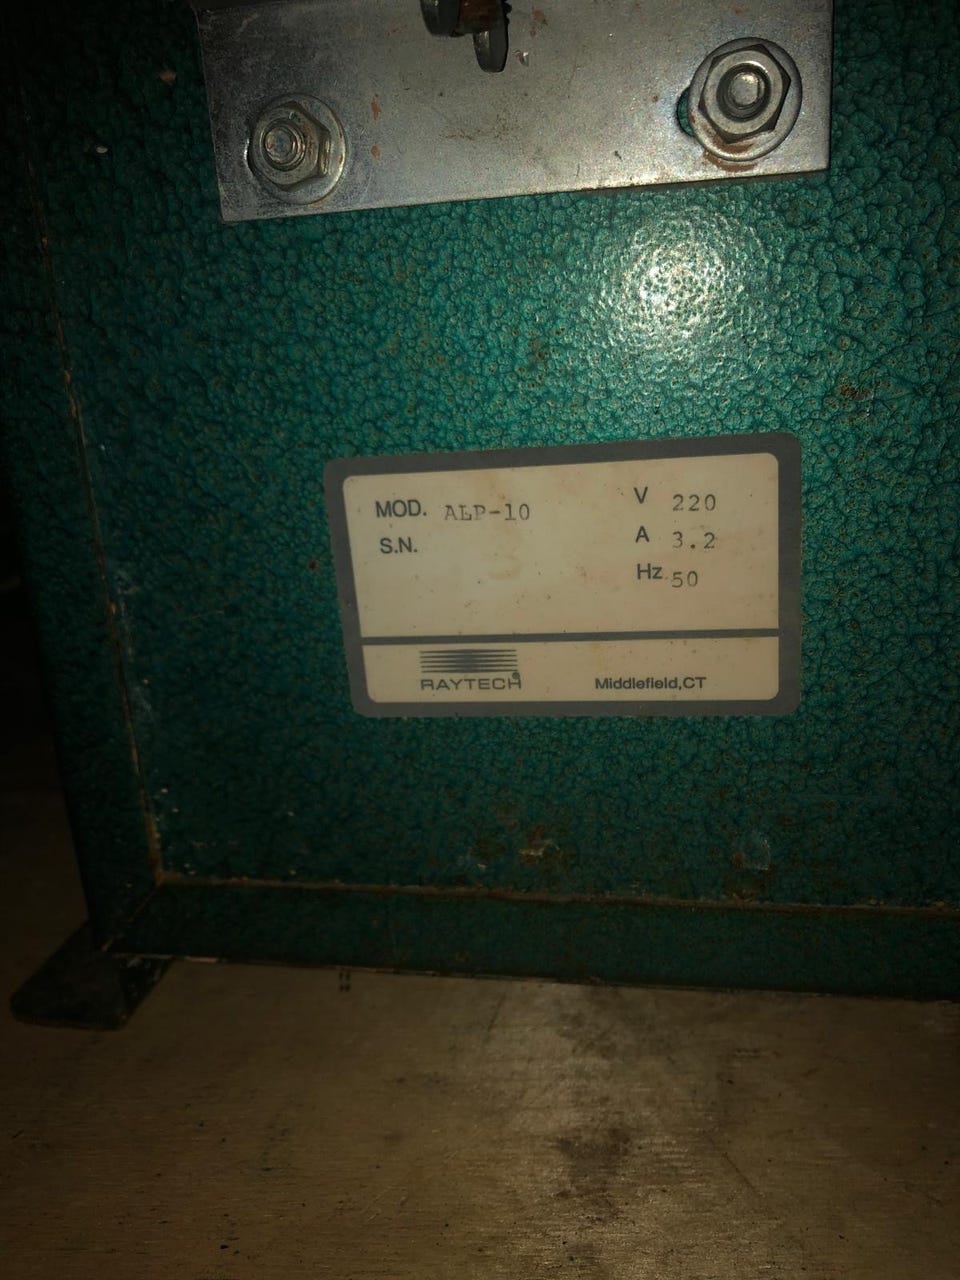 MOD. ALP-10
S.N.
V 220
A 3.2
Hz 50
RAYTECH®
Middlefield,CT